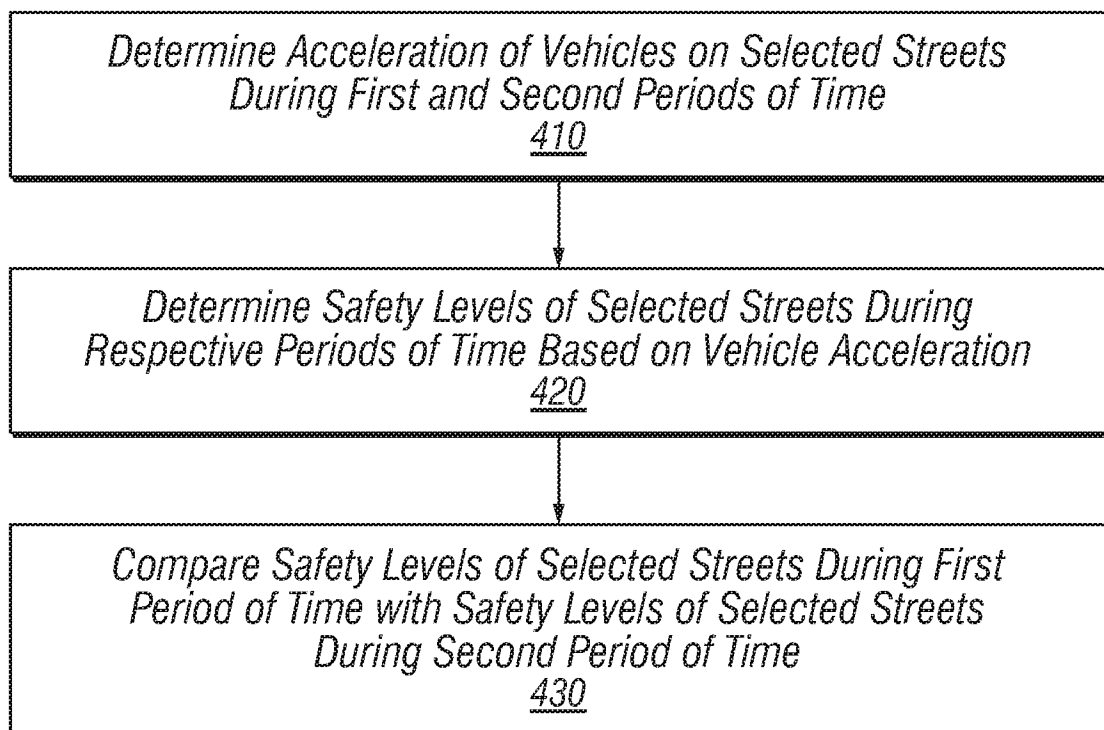 Determine Acceleration of Vehicles on Selected Streets
During First and Second Periods of Time
410
Determine Safety Levels of Selected Streets During
Respective Periods of Time Based on Vehicle Acceleration
420
Compare Safety Levels of Selected Streets During First
Period of Time with Safety Levels of Selected Streets
During Second Period of Time
430